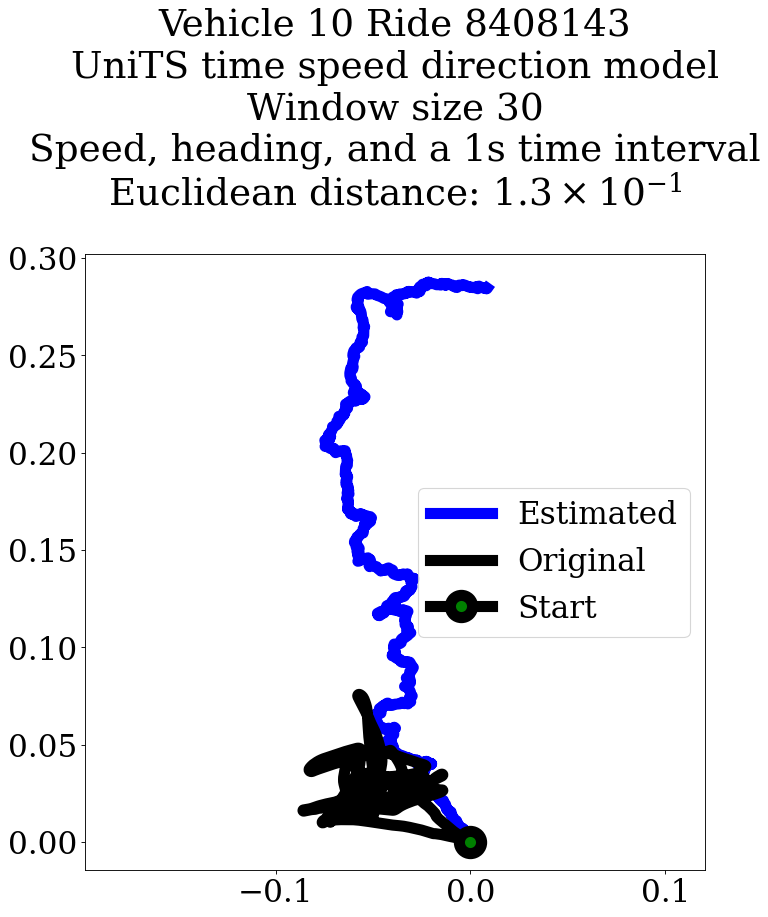 Vehicle 10 Ride 8408143
UniTS time speed direction model
Window size 30
Speed, heading, and a 1s time interval
Euclidean distance: 1.3 × 10⁻¹
0.30
0.25
0.20
0.15
0.10
0.05
0.00
Estimated
Original
Start
−0.1 0.0 0.1